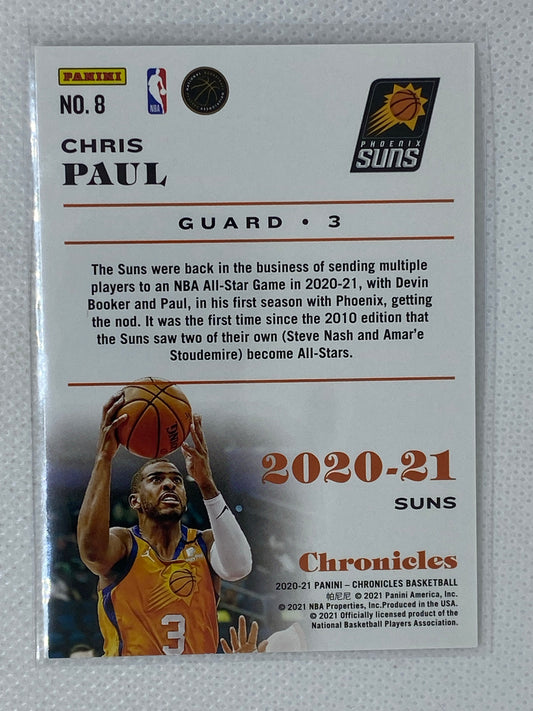 PANINI
NO. 8
NBA
CHRIS
PAUL
PHOENIX
SUNS
GUARD • 3
The Suns were back in the business of sending multiple
players to an NBA All-Star Game in 2020-21, with Devin
Booker and Paul, in his first season with Phoenix, getting
the nod. It was the first time since the 2010 edition that
the Suns saw two of their own (Steve Nash and Amar'e
Stoudemire) become All-Stars.
2020-21
SUNS
3
Chronicles
2020-21 PANINI – CHRONICLES BASKETBALL
帕尼尼 © 2021 Panini America, Inc.
© 2021 NBA Properties, Inc.Produced in the USA.
© 2021 Officially licensed product of the
National Basketball Players Association.